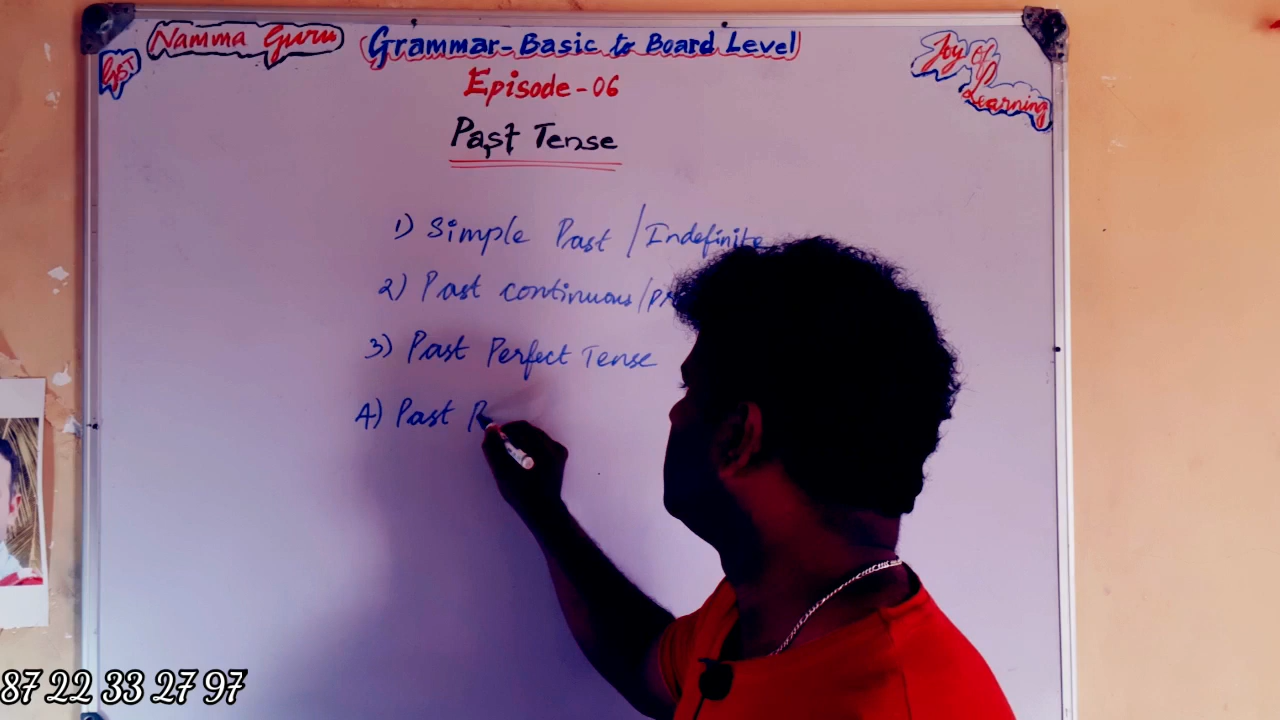 Namma Guru
Grammar-Basic to Board Level
Joy of
Learning
Episode-06
Past Tense
1) Simple Past / Indefinite
2) Past continuous/pr
3) Past Perfect Tense
4) Past P
87 22 33 27 97